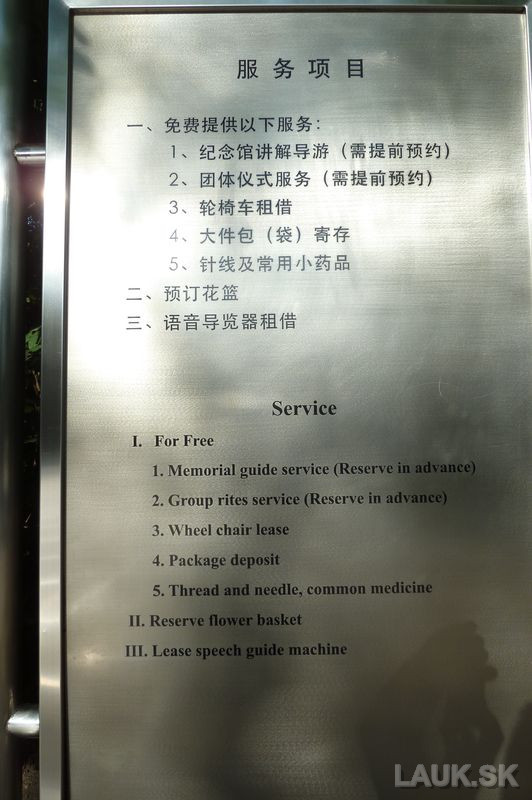 服务项目
一、免费提供以下服务：
1、纪念馆讲解导游（需提前预约）
2、团体仪式服务（需提前预约）
3、轮椅车租借
4、大件包（袋）寄存
5、针线及常用小药品
二、预订花篮
三、语音导览器租借
Service
I. For Free
1. Memorial guide service (Reserve in advance)
2. Group rites service (Reserve in advance)
3. Wheel chair lease
4. Package deposit
5. Thread and needle, common medicine
II. Reserve flower basket
III. Lease speech guide machine
LAUK.SK